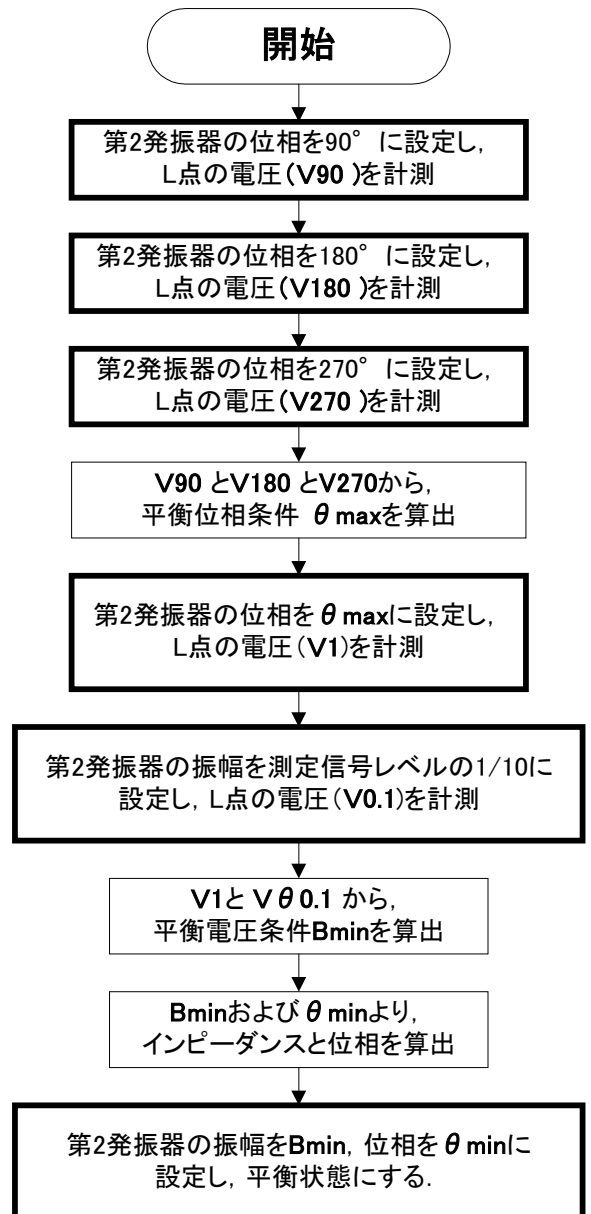 開始
第2発振器の位相を90°に設定し,
L点の電圧(V90 )を計測
第2発振器の位相を180°に設定し,
L点の電圧(V180 )を計測
第2発振器の位相を270°に設定し,
L点の電圧(V270 )を計測
V90 とV180 とV270から,
平衡位相条件 θ maxを算出
第2発振器の位相をθ maxに設定し,
L点の電圧(V1)を計測
第2発振器の振幅を測定信号レベルの1/10に
設定し, L点の電圧(V0.1)を計測
V1と V θ 0.1 から,
平衡電圧条件Bminを算出
Bminおよび θ minより,
インピーダンスと位相を算出
第2発振器の振幅をBmin, 位相を θ minに
設定し, 平衡状態にする.